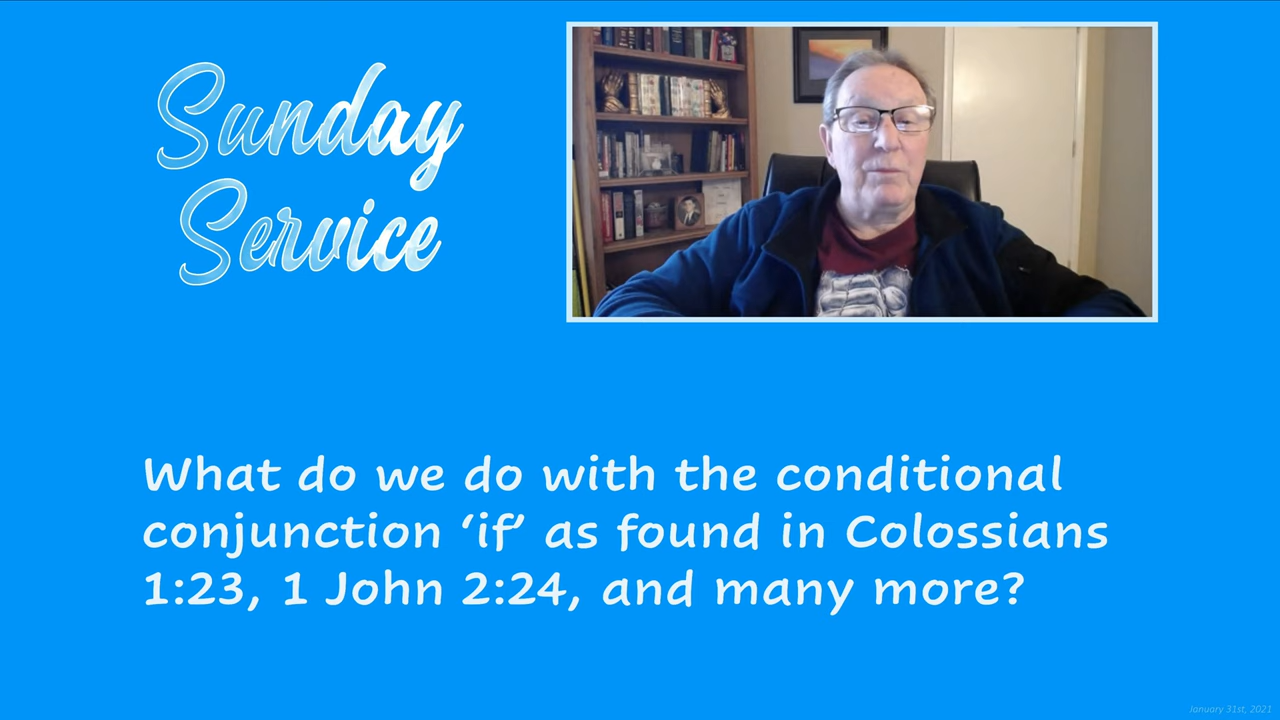 Sunday
Service
What do we do with the conditional
conjunction ‘if’ as found in Colossians
1:23, 1 John 2:24, and many more?
January 31st, 2021